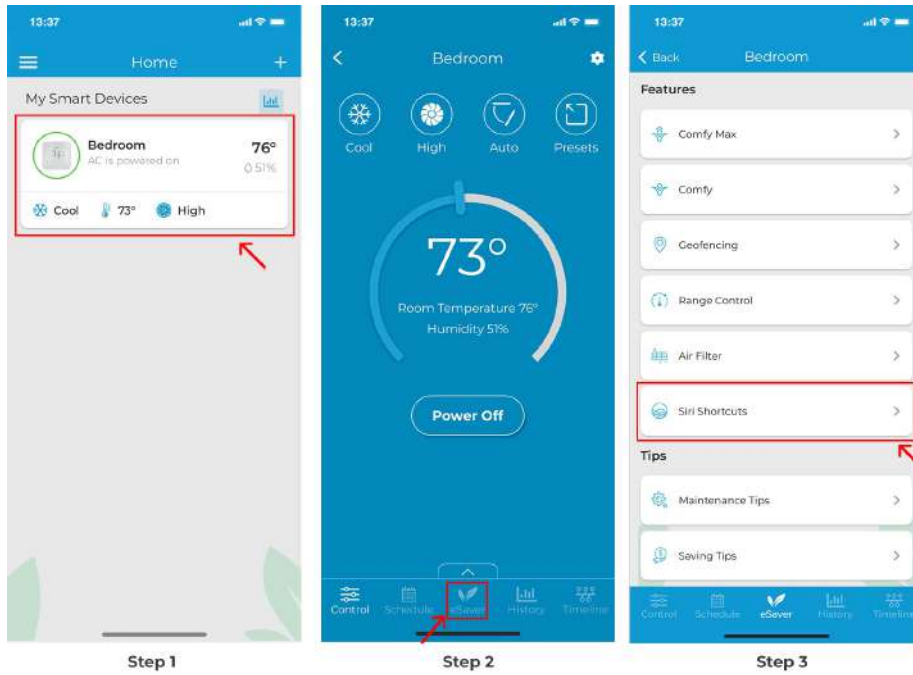 13:37
Home
My Smart Devices
Bedroom
76°
AC is powered on
51%
Cool
73°
High
Step 1
13:37
Bedroom
Cool
High
Auto
Presets
73°
Room Temperature 76°
Humidity 51%
Power Off
Control
Schedule
eSaver
History
Timeline
Step 2
13:37
Back
Bedroom
Features
Comfy Max
Comfy
Geofencing
Range Control
Air Filter
Siri Shortcuts
Tips
Maintenance Tips
Saving Tips
Control
Schedule
eSaver
History
Timeline
Step 3